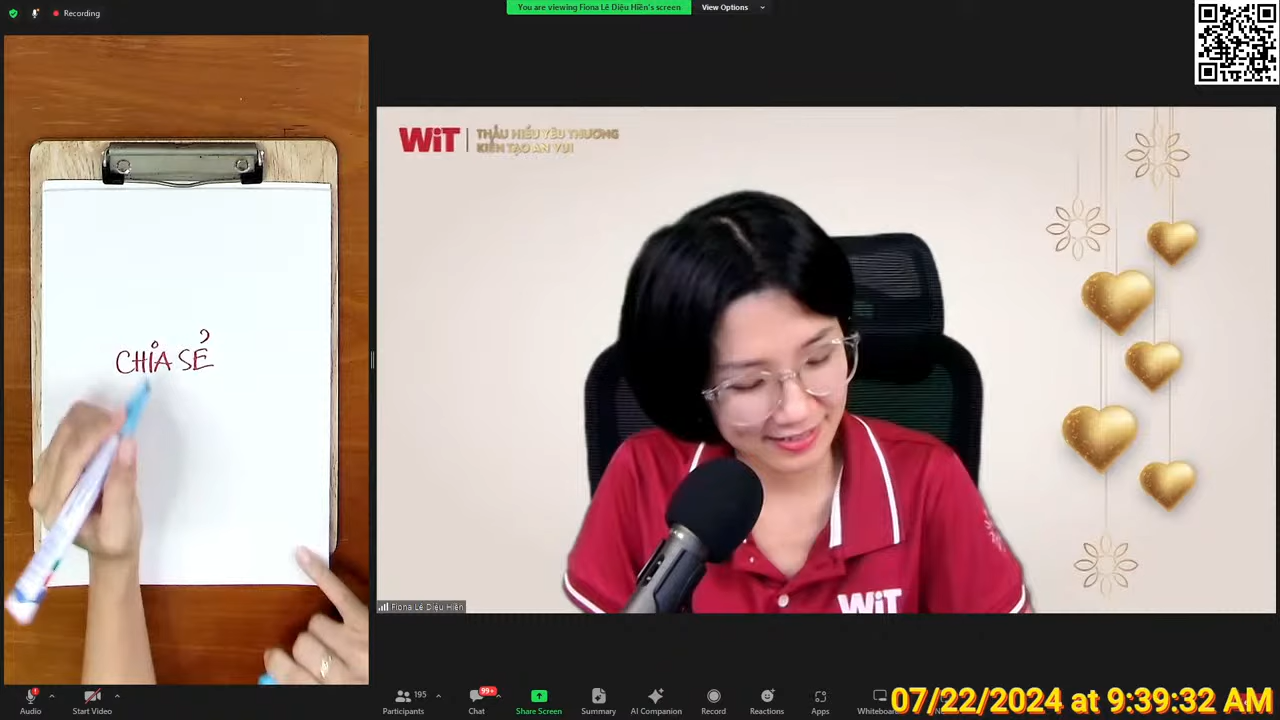 Recording
You are viewing Fiona Lê Diệu Hiền's screen
View Options
WiT
THẤU HIỂU YÊU THƯƠNG
KIẾN TẠO AN VUI
CHIA SẺ
WiT
Fiona Lê Diệu Hiền
Audio
Start Video
195
Participants
99+
Chat
Share Screen
Summary
AI Companion
Record
Reactions
Apps
07/22/2024 at 9:39:32 AM